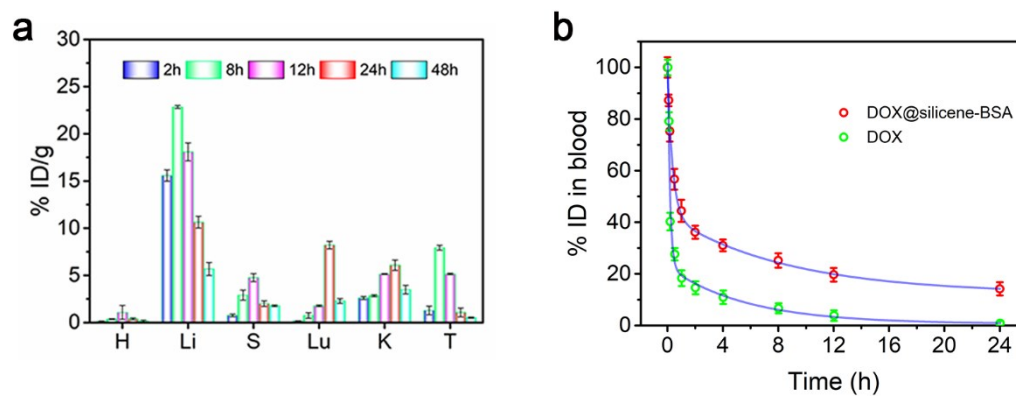 a
30
25
20
15
10
5
0
% ID/g
2h 8h 12h 24h 48h
H Li S Lu K T
b
100
80
60
40
20
0
% ID in blood
DOX@silicene-BSA
DOX
0 4 8 12 16 20 24
Time (h)